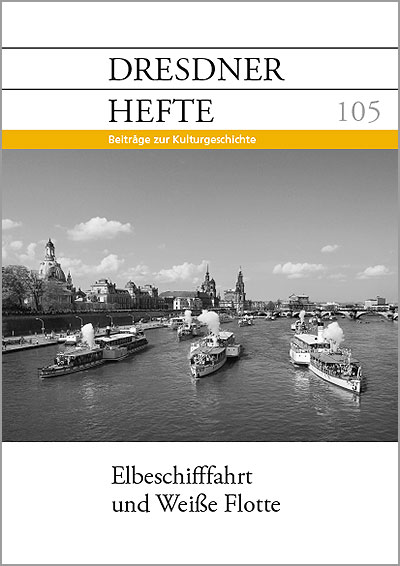 DRESDNER
HEFTE 105
Beiträge zur Kulturgeschichte
Elbeschifffahrt
und Weiße Flotte